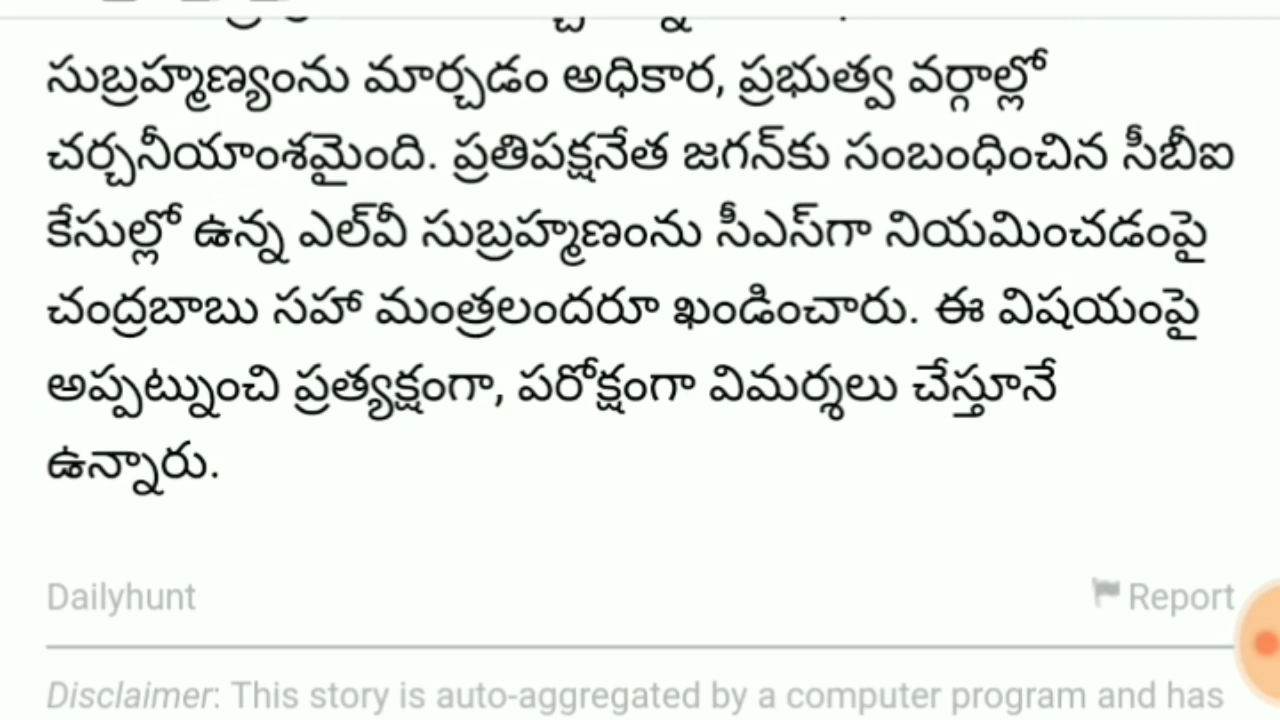 సుబ్రహ్మణ్యంను మార్చడం అధికార, ప్రభుత్వ వర్గాల్లో
చర్చనీయాంశమైంది. ప్రతిపక్షనేత జగన్‌కు సంబంధించిన సీబీఐ
కేసుల్లో ఉన్న ఎల్‌వీ సుబ్రహ్మణంను సీఎస్‌గా నియమించడంపై
చంద్రబాబు సహా మంత్రలందరూ ఖండించారు. ఈ విషయంపై
అప్పట్నుంచి ప్రత్యక్షంగా, పరోక్షంగా విమర్శలు చేస్తూనే
ఉన్నారు.
Dailyhunt
Report
Disclaimer: This story is auto-aggregated by a computer program and has